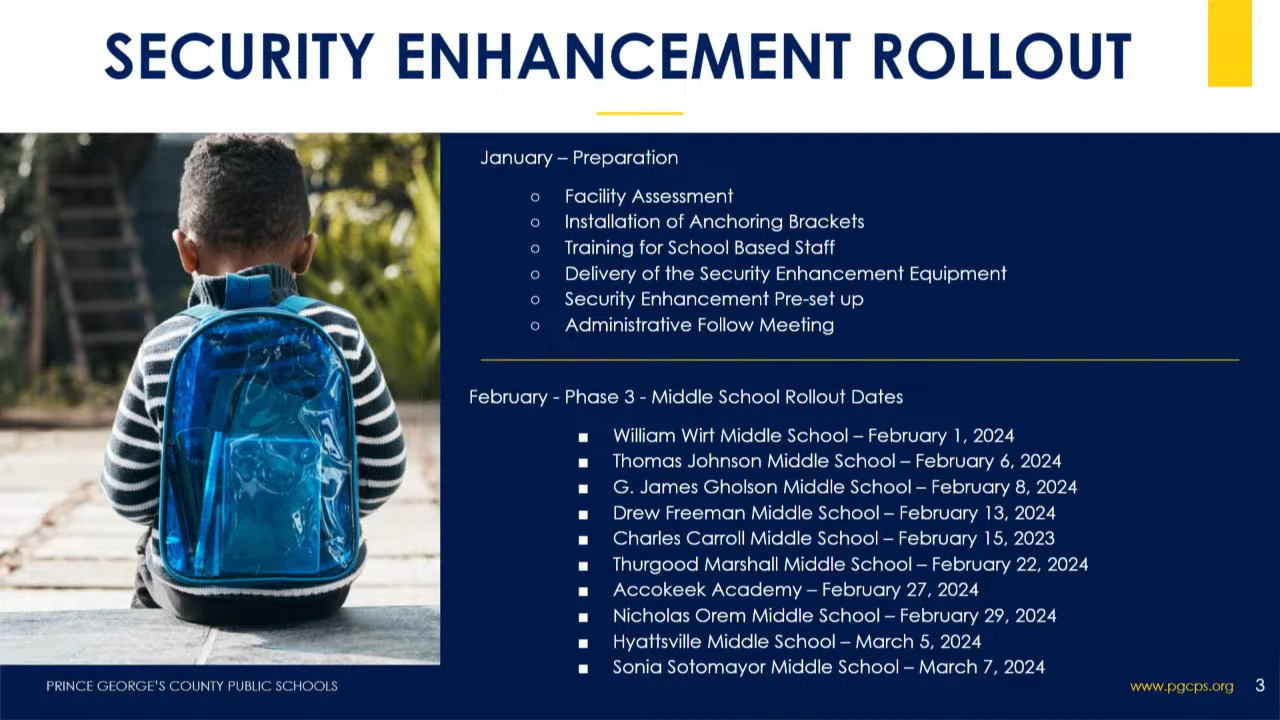 SECURITY ENHANCEMENT ROLLOUT
January – Preparation
○ Facility Assessment
○ Installation of Anchoring Brackets
○ Training for School Based Staff
○ Delivery of the Security Enhancement Equipment
○ Security Enhancement Pre-set up
○ Administrative Follow Meeting
February - Phase 3 - Middle School Rollout Dates
■ William Wirt Middle School – February 1, 2024
■ Thomas Johnson Middle School – February 6, 2024
■ G. James Gholson Middle School – February 8, 2024
■ Drew Freeman Middle School – February 13, 2024
■ Charles Carroll Middle School – February 15, 2023
■ Thurgood Marshall Middle School – February 22, 2024
■ Accokeek Academy – February 27, 2024
■ Nicholas Orem Middle School – February 29, 2024
■ Hyattsville Middle School – March 5, 2024
■ Sonia Sotomayor Middle School – March 7, 2024
PRINCE GEORGE'S COUNTY PUBLIC SCHOOLS
www.pgcps.org 3